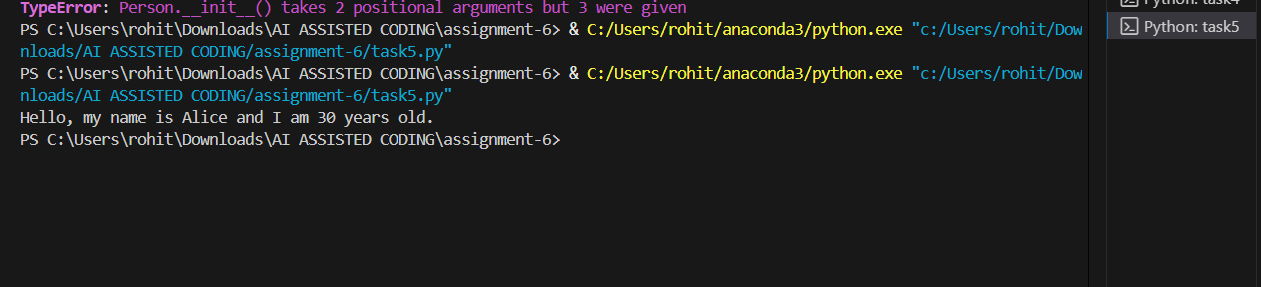 TypeError: Person.__init__() takes 2 positional arguments but 3 were given
PS C:\Users\rohit\Downloads\AI ASSISTED CODING\assignment-6> & C:/Users/rohit/anaconda3/python.exe "c:/Users/rohit/Dow
nloads/AI ASSISTED CODING/assignment-6/task5.py"
PS C:\Users\rohit\Downloads\AI ASSISTED CODING\assignment-6> & C:/Users/rohit/anaconda3/python.exe "c:/Users/rohit/Dow
nloads/AI ASSISTED CODING/assignment-6/task5.py"
Hello, my name is Alice and I am 30 years old.
PS C:\Users\rohit\Downloads\AI ASSISTED CODING\assignment-6>
Python: task4
Python: task5